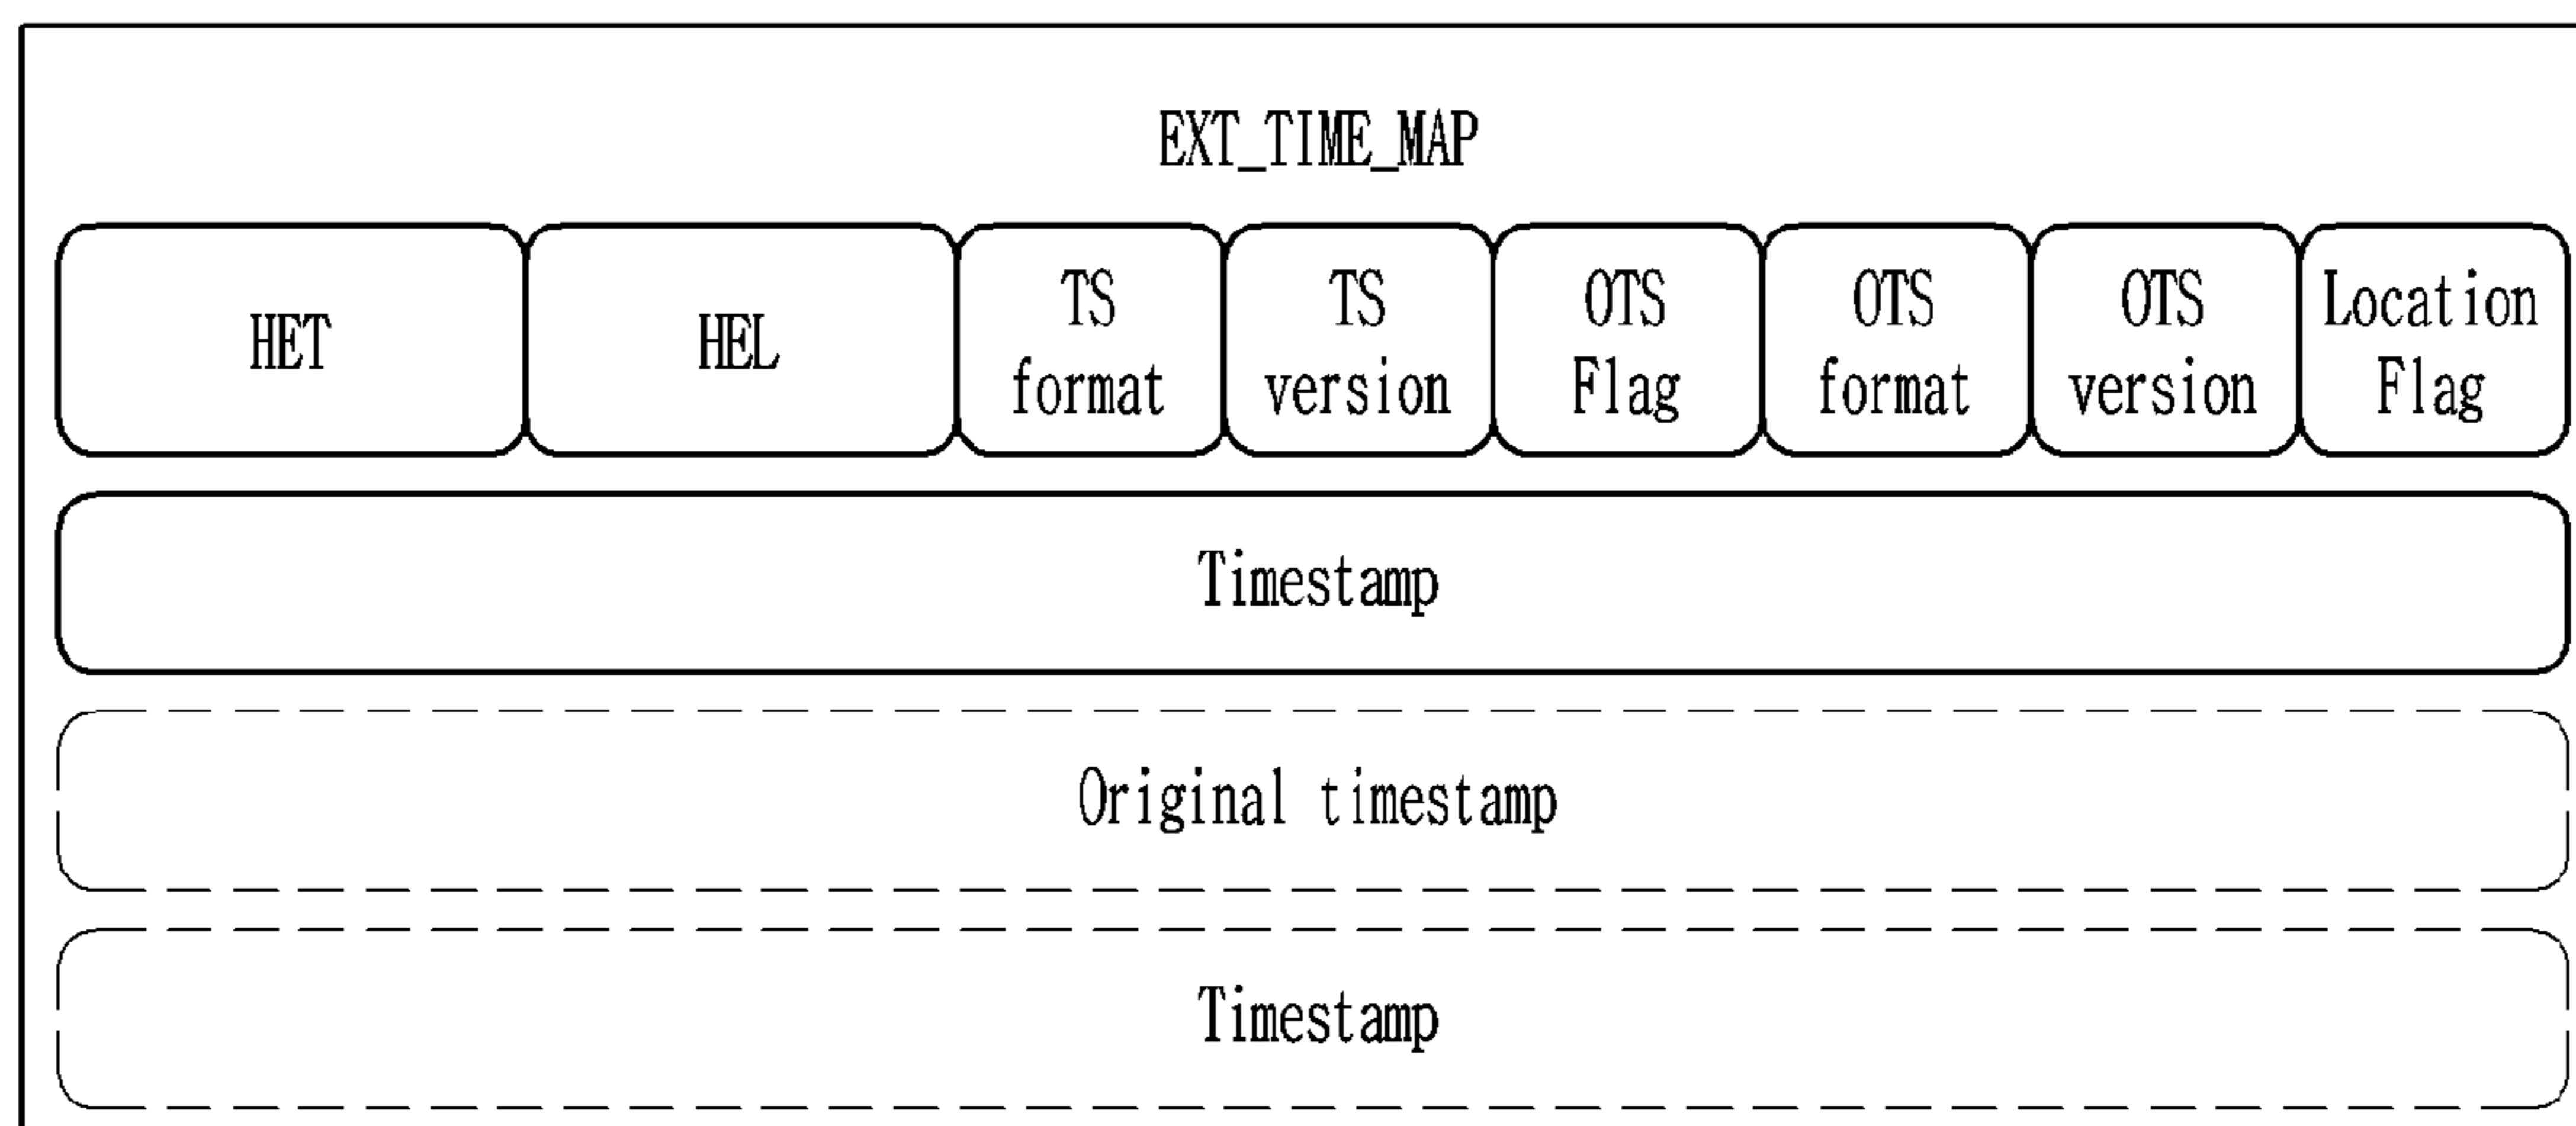 EXT_TIME_MAP
HET HEL TS format TS version OTS Flag OTS format OTS version Location Flag
Timestamp
Original timestamp
Timestamp